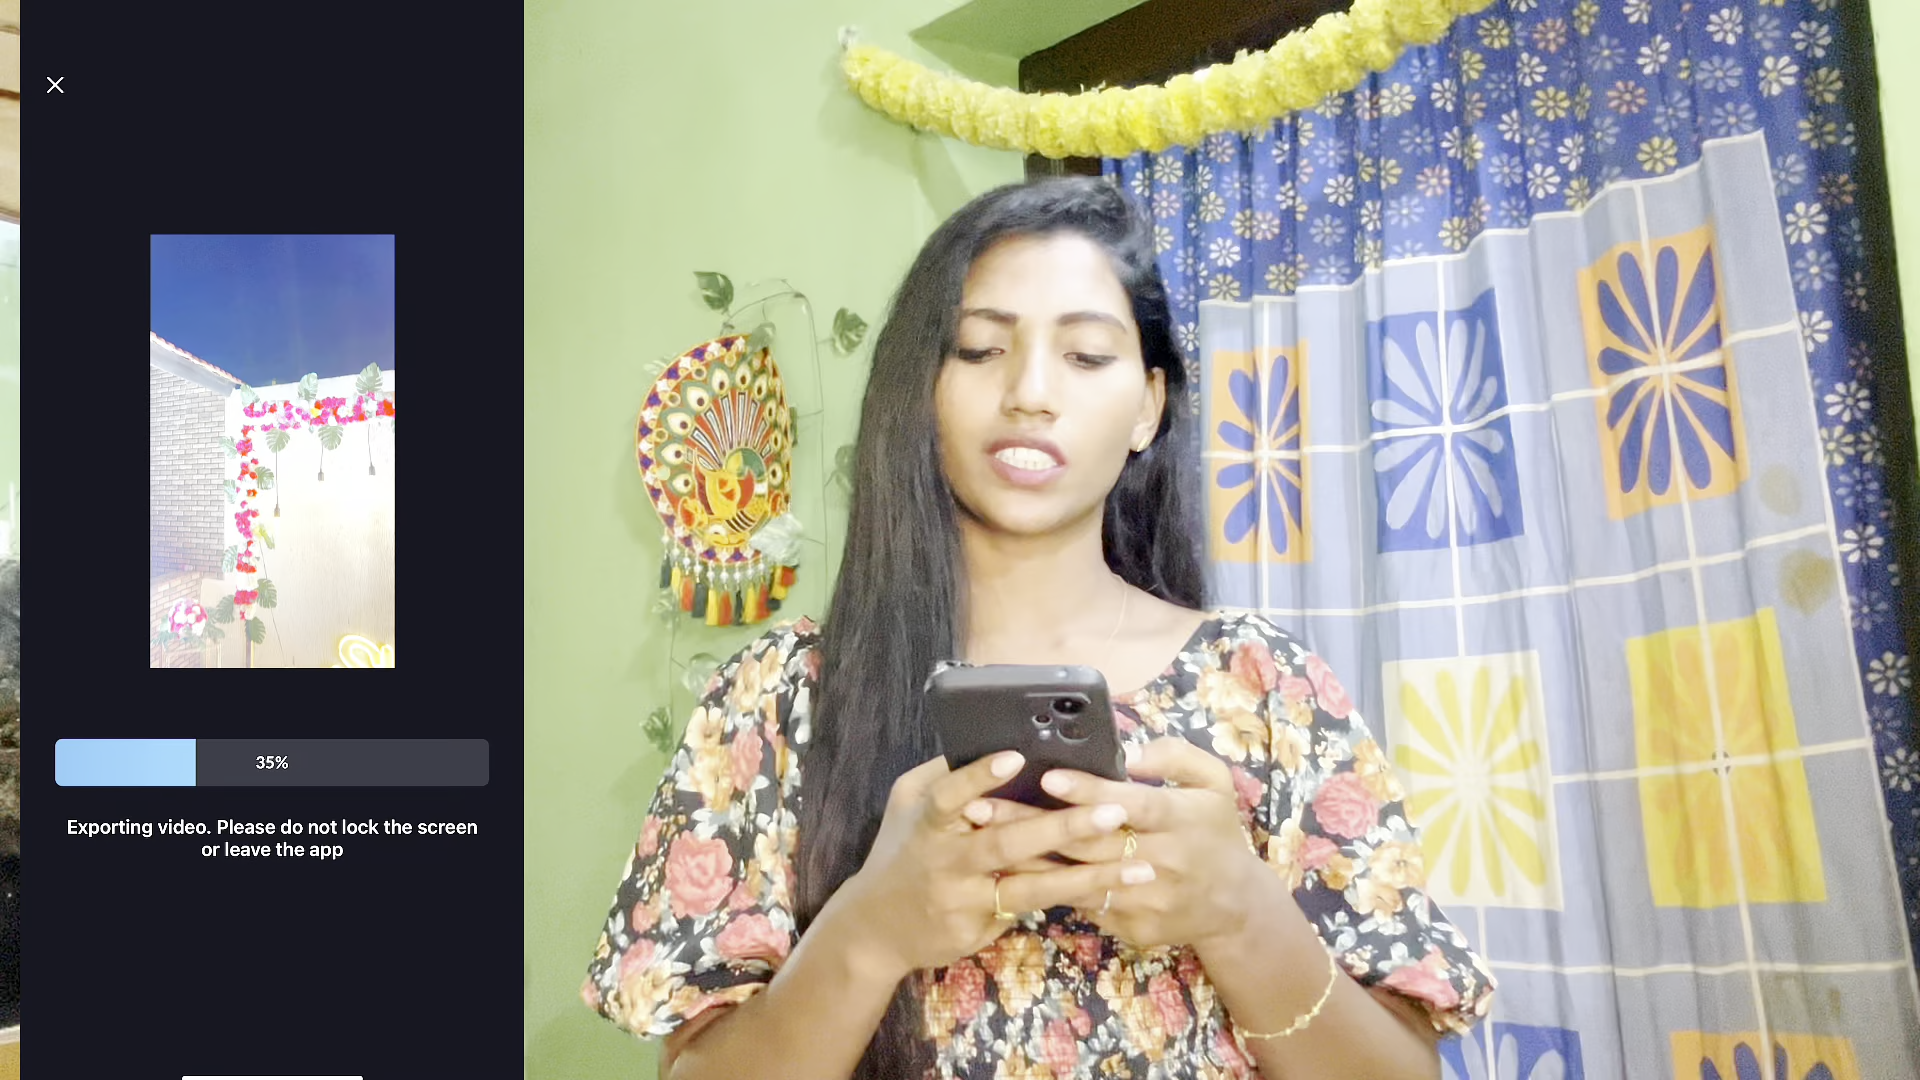 35%
Exporting video. Please do not lock the screen
or leave the app